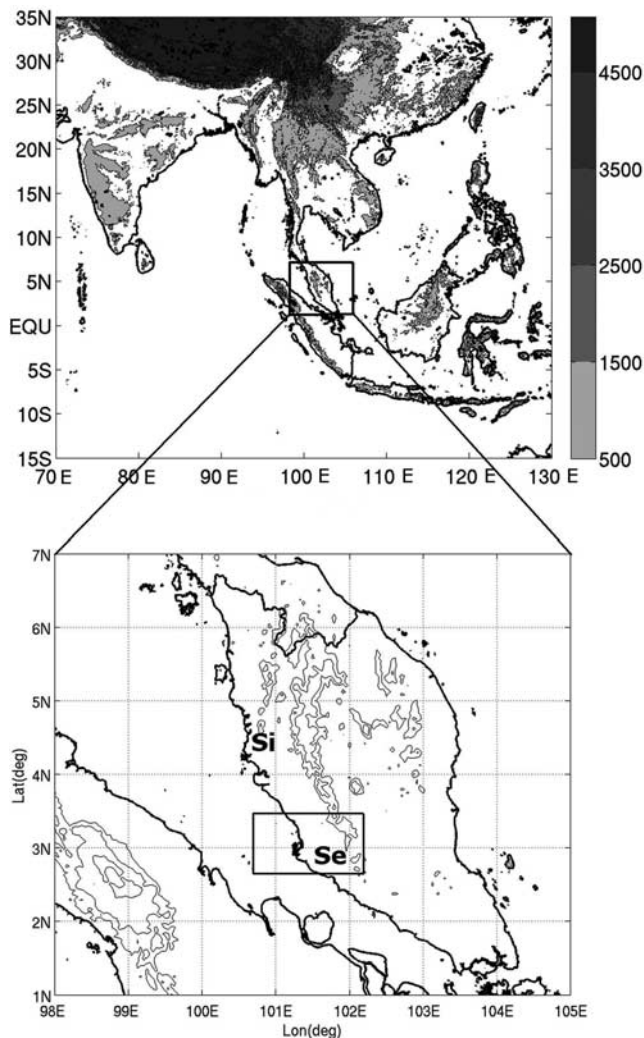 35N
30N
25N
20N
15N
10N
5N
EQU
5S
10S
15S
70 E 80 E 90 E 100 E 110 E 120 E 130 E
4500
3500
2500
1500
500
7N
6N
5N
4N
3N
2N
1N
Lat(deg)
Si
Se
98E 99E 100E 101E 102E 103E 104E 105E
Lon(deg)